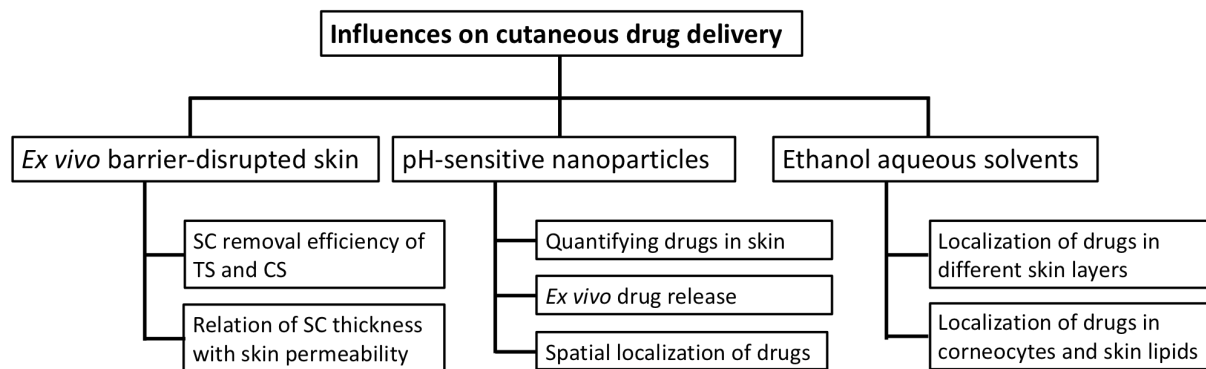 Influences on cutaneous drug delivery
Ex vivo barrier-disrupted skin
SC removal efficiency of
TS and CS
Relation of SC thickness
with skin permeability
pH-sensitive nanoparticles
Quantifying drugs in skin
Ex vivo drug release
Spatial localization of drugs
Ethanol aqueous solvents
Localization of drugs in
different skin layers
Localization of drugs in
corneocytes and skin lipids